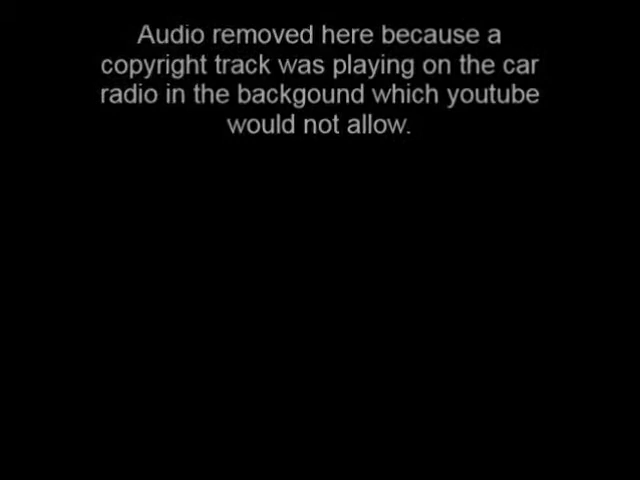 Audio removed here because a
copyright track was playing on the car
radio in the backgound which youtube
would not allow.